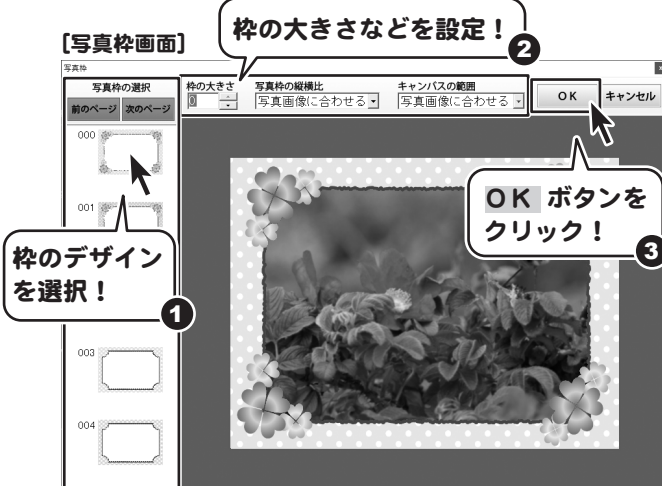 [写真枠画面]
枠の大きさなどを設定！
2
写真枠
写真枠の選択
前のページ 次のページ
枠の大きさ
0
写真枠の縦横比
写真画像に合わせる
キャンバスの範囲
写真画像に合わせる
OK
キャンセル
000
001
枠のデザイン
を選択！
1
OK ボタンを
クリック！
3
003
004